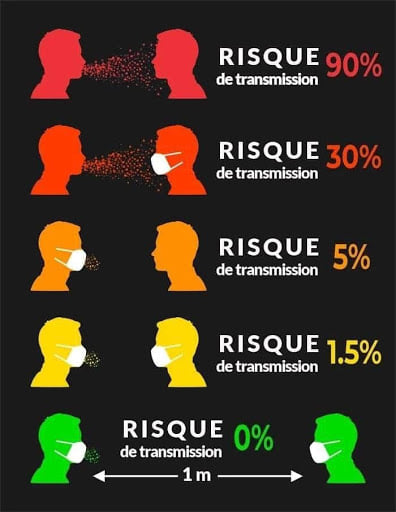 RISQUE
de transmission 90%
RISQUE
de transmission 30%
RISQUE
de transmission 5%
RISQUE
de transmission 1.5%
RISQUE
de transmission 0%
1 m